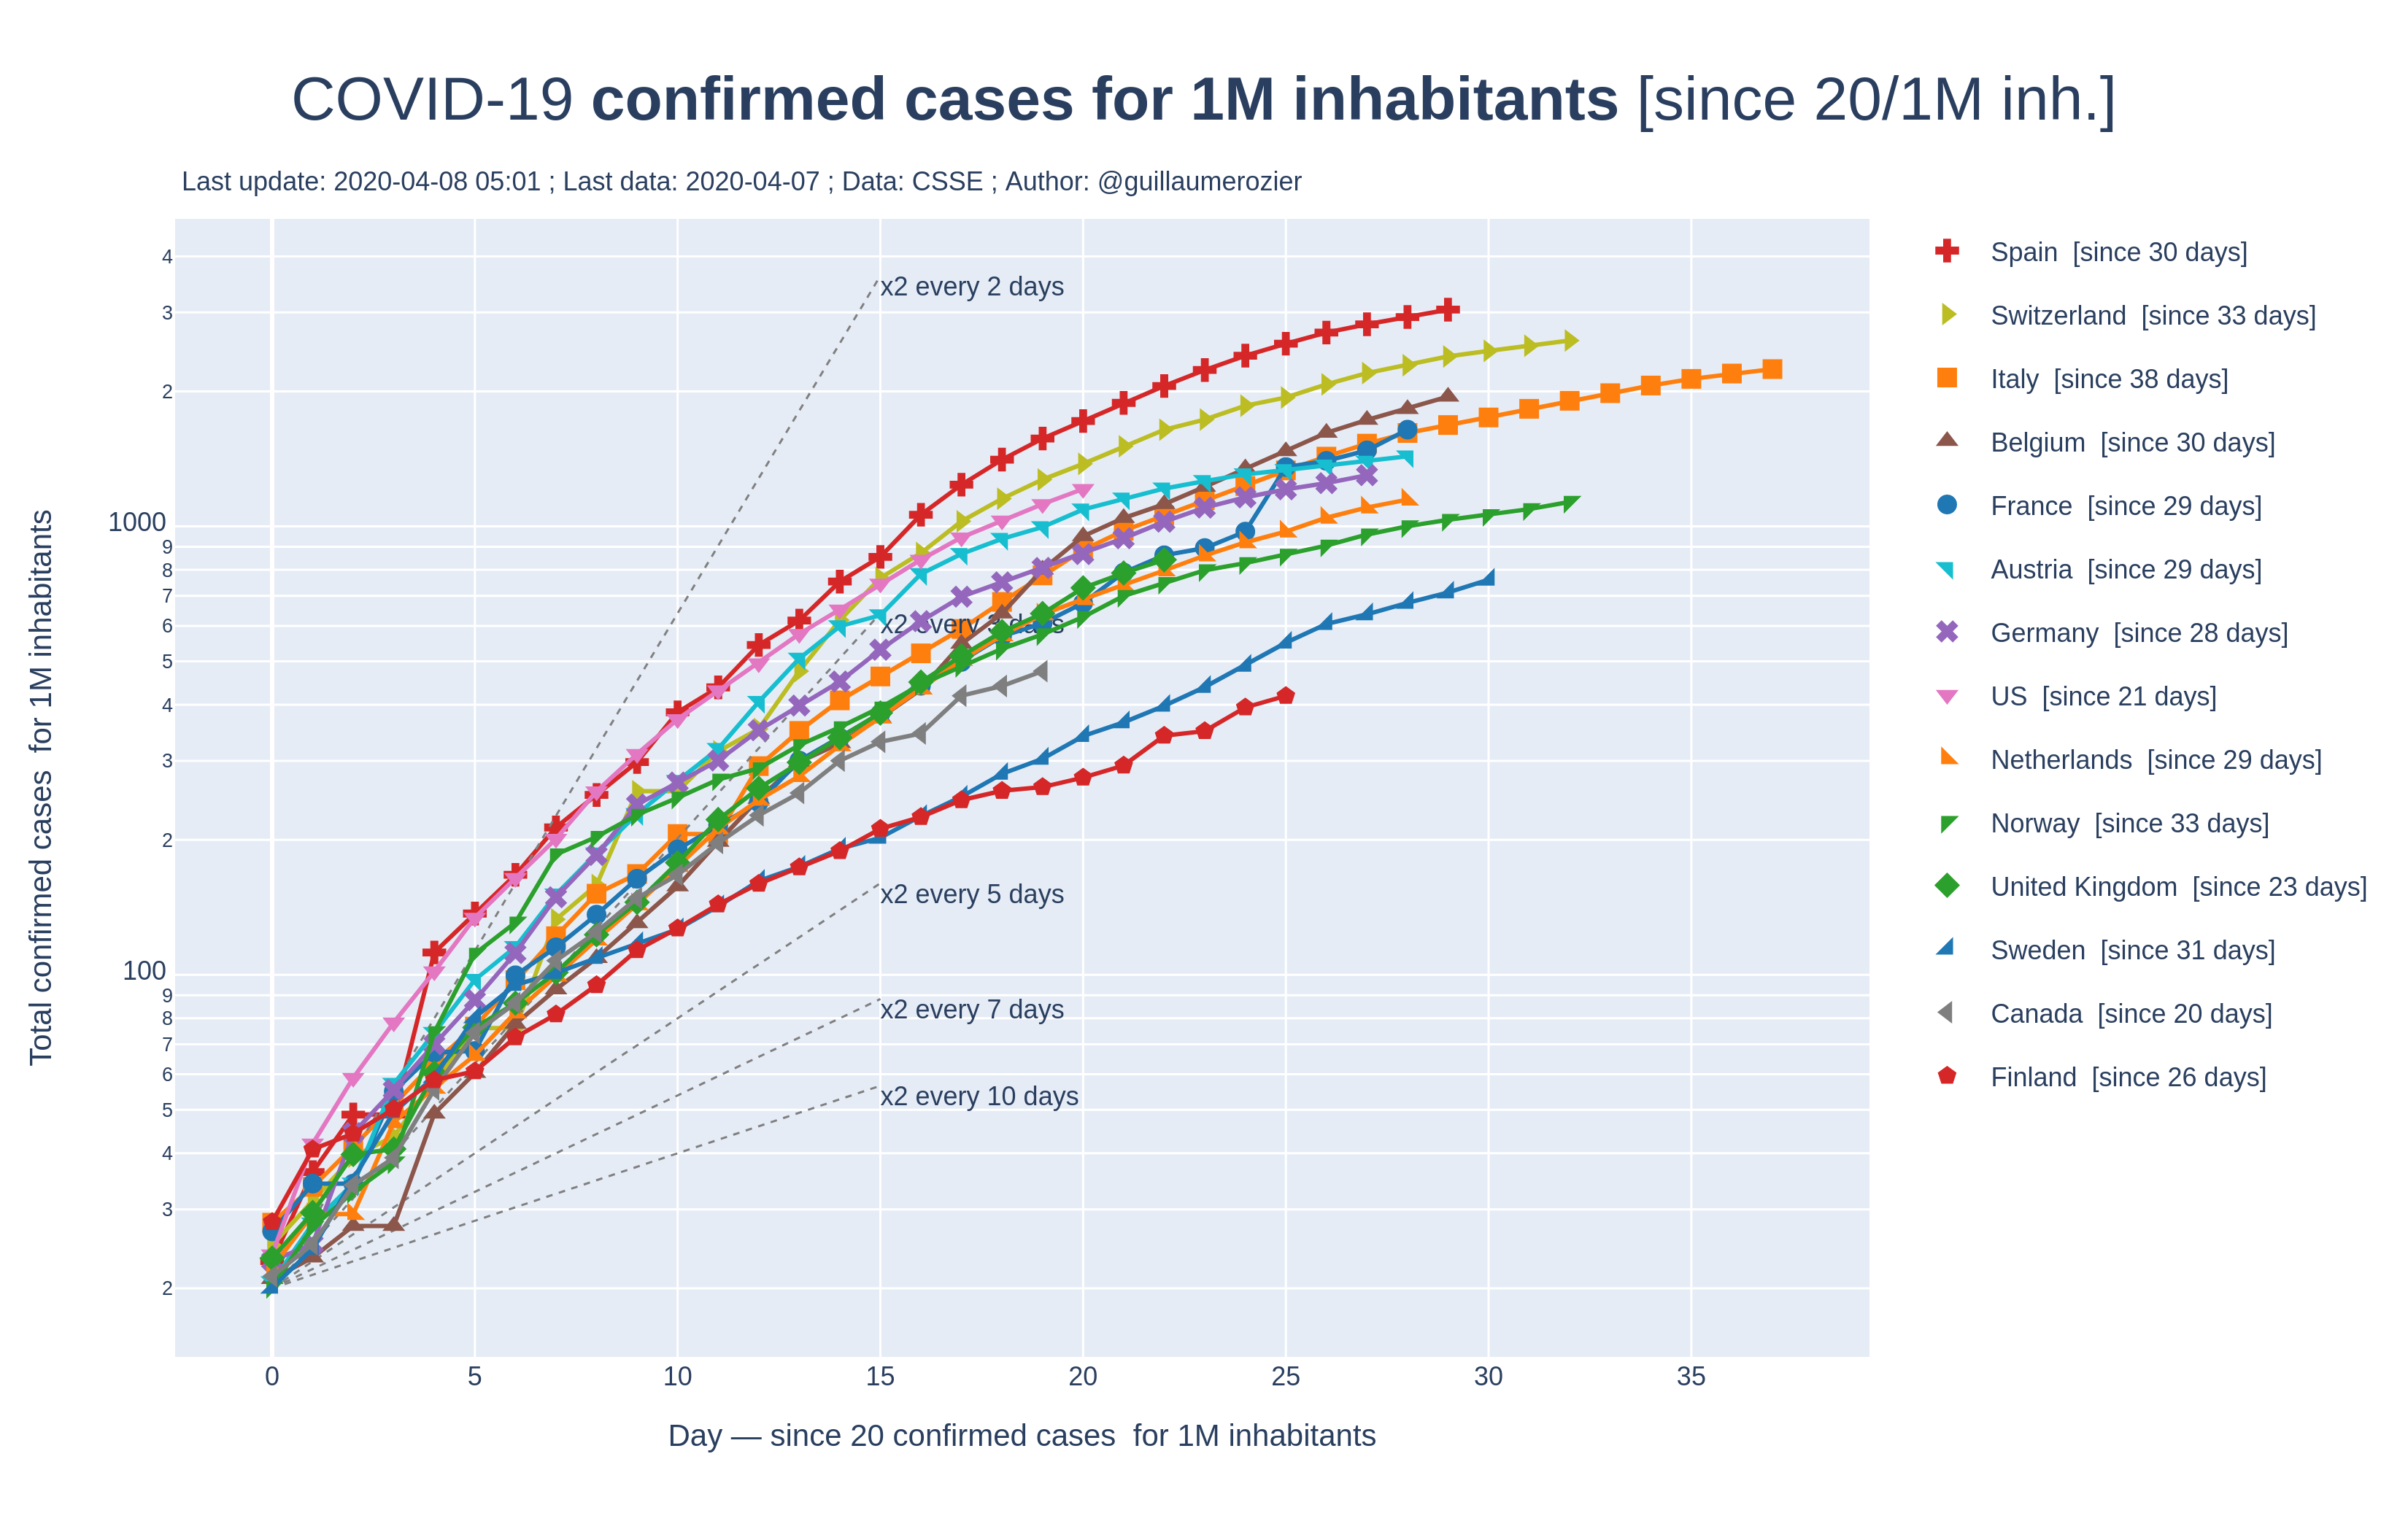 COVID-19 confirmed cases for 1M inhabitants [since 20/1M inh.]
Last update: 2020-04-08 05:01 ; Last data: 2020-04-07 ; Data: CSSE ; Author: @guillaumerozier
Total confirmed cases for 1M inhabitants
4
3
2
1000
9
8
7
6
5
4
3
2
100
9
8
7
6
5
4
3
2
x2 every 2 days
x2 every 3 days
x2 every 5 days
x2 every 7 days
x2 every 10 days
0 5 10 15 20 25 30 35
Day — since 20 confirmed cases for 1M inhabitants
Spain [since 30 days]
Switzerland [since 33 days]
Italy [since 38 days]
Belgium [since 30 days]
France [since 29 days]
Austria [since 29 days]
Germany [since 28 days]
US [since 21 days]
Netherlands [since 29 days]
Norway [since 33 days]
United Kingdom [since 23 days]
Sweden [since 31 days]
Canada [since 20 days]
Finland [since 26 days]